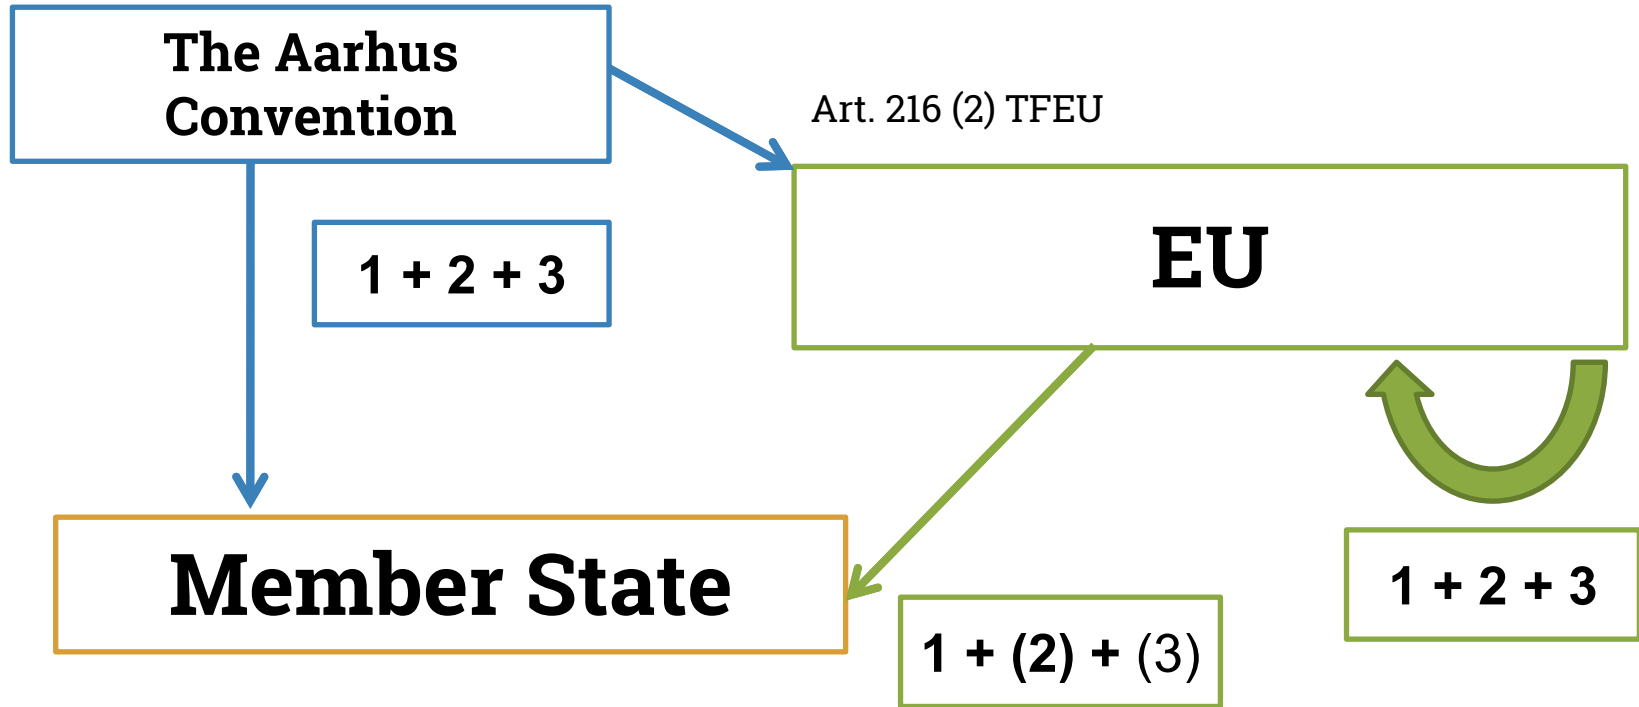 The Aarhus
Convention
Art. 216 (2) TFEU
EU
1 + 2 + 3
Member State
1 + 2 + 3
1 + (2) + (3)